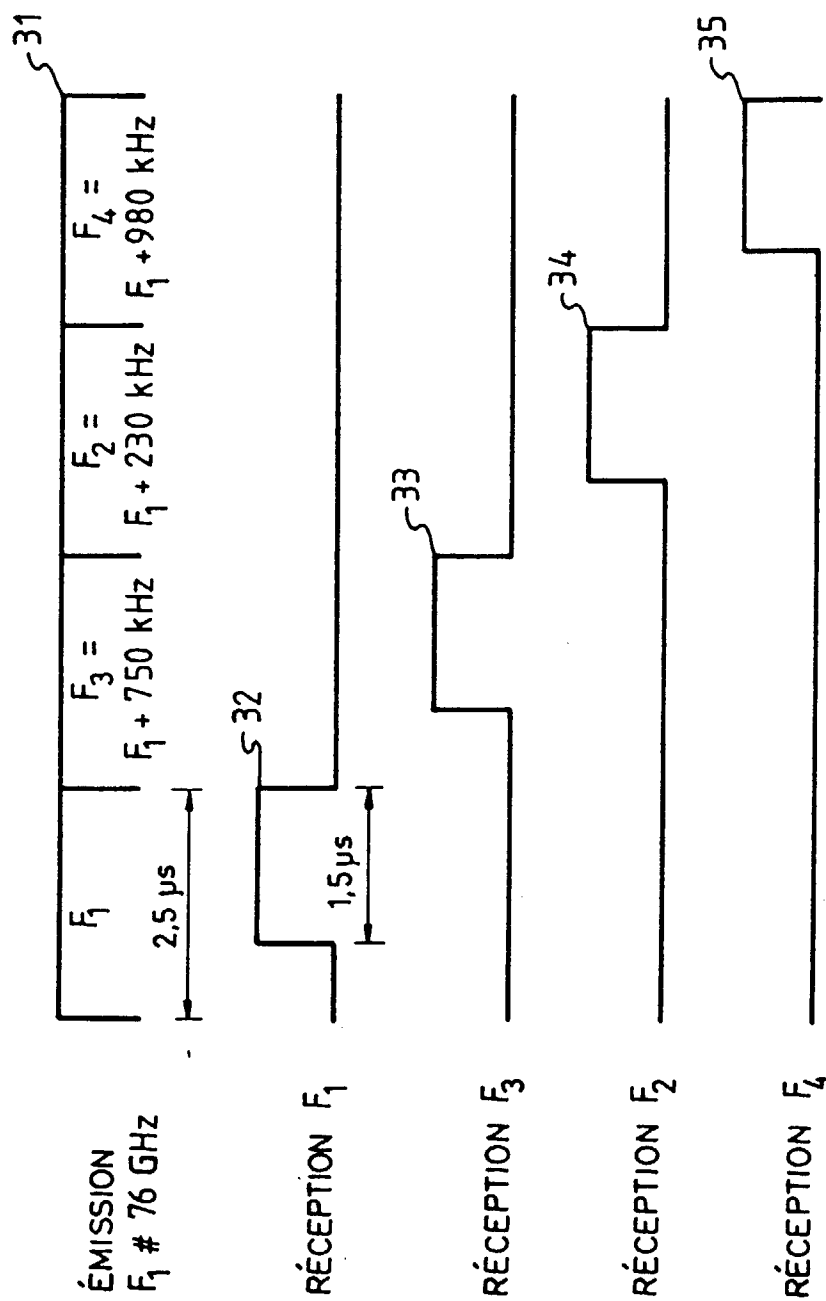 31
F₁
F₃ =
F₁ + 750 kHz
F₂ =
F₁ + 230 kHz
F₄ =
F₁ + 980 kHz
ÉMISSION
F₁ # 76 GHz
2,5 µs
32
RÉCEPTION F₁
1,5 µs
33
RÉCEPTION F₃
34
RÉCEPTION F₂
35
RÉCEPTION F₄